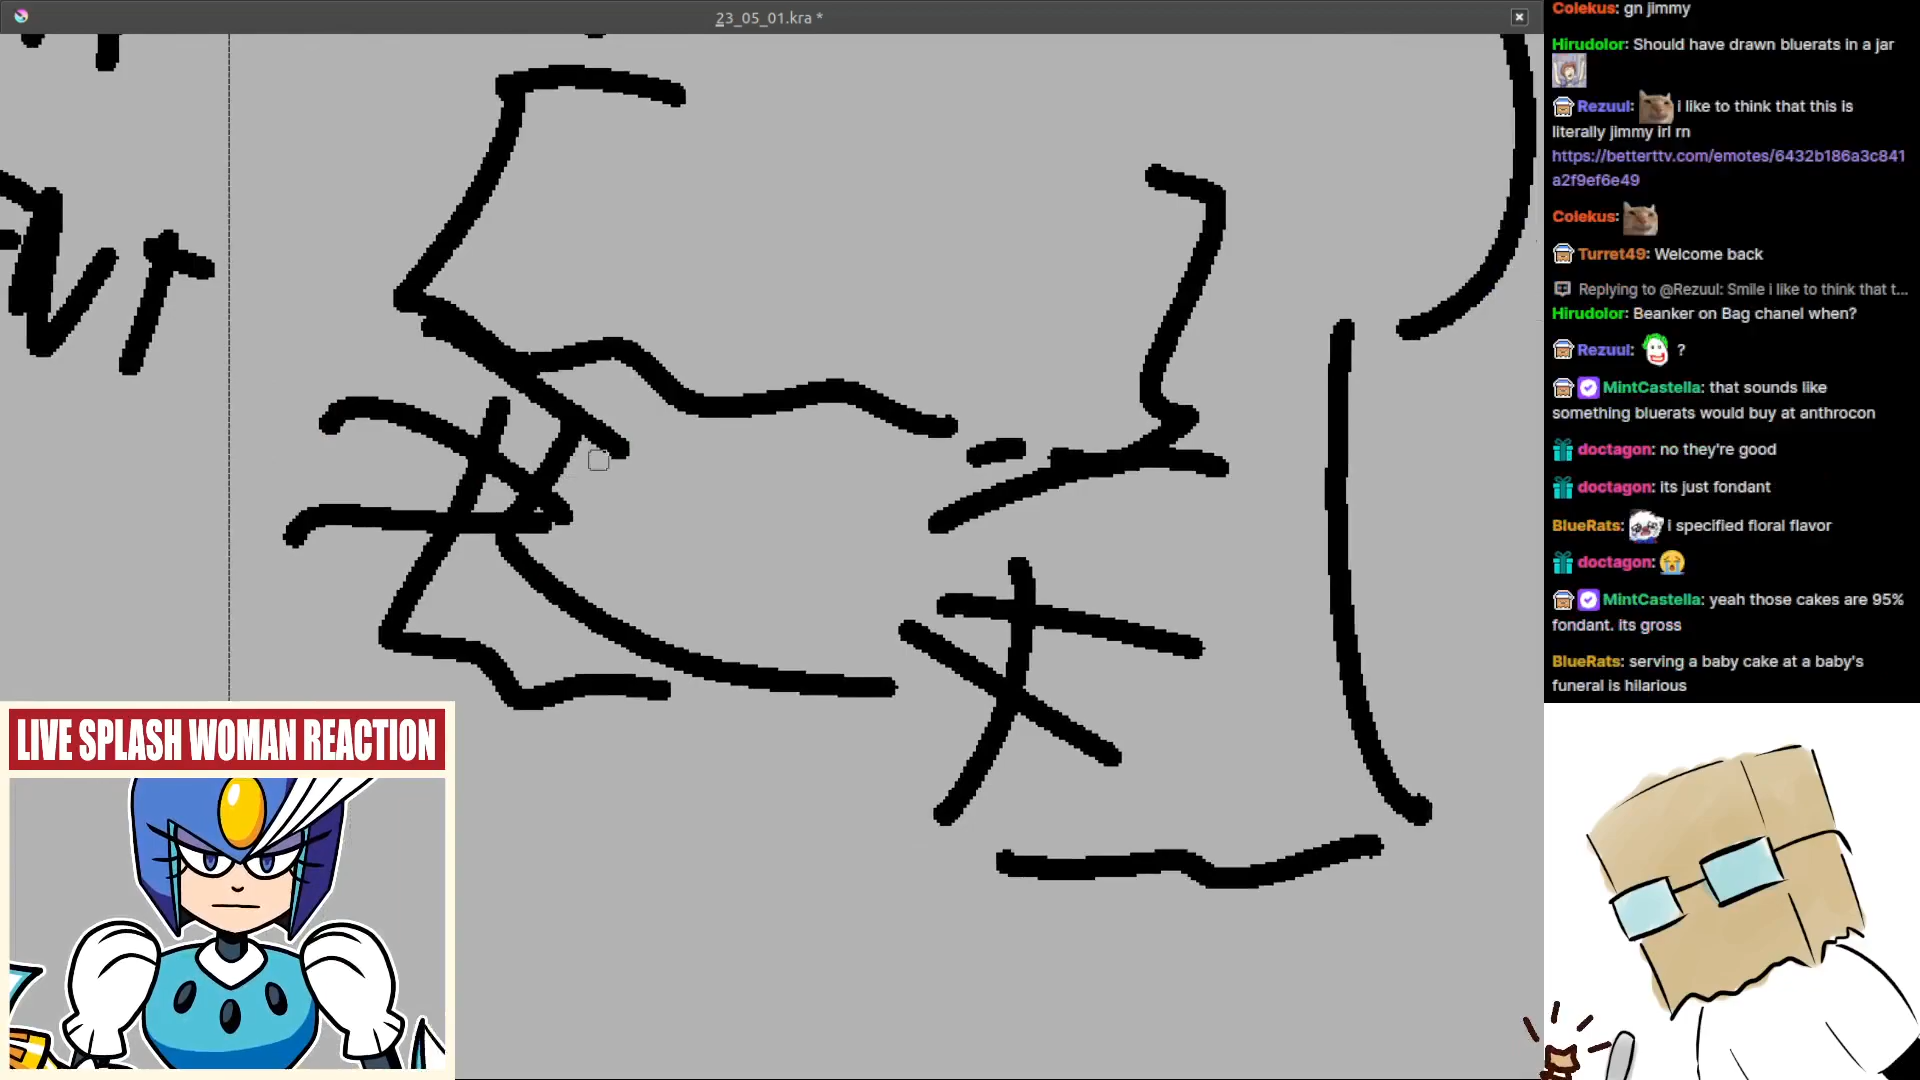 23_05_01.kra *
Colekus: gn jimmy
Hirudolor: Should have drawn bluerats in a jar
Rezuul: i like to think that this is
literally jimmy irl rn
https://betterttv.com/emotes/6432b186a3c841
a2f9ef6e49
Colekus:
Turret49: Welcome back
Replying to @Rezuul: Smile i like to think that t...
Hirudolor: Beanker on Bag chanel when?
Rezuul: ?
MintCastella: that sounds like
something bluerats would buy at anthrocon
doctagon: no they're good
doctagon: its just fondant
BlueRats: i specified floral flavor
doctagon:
MintCastella: yeah those cakes are 95%
fondant. its gross
BlueRats: serving a baby cake at a baby's
funeral is hilarious
LIVE SPLASH WOMAN REACTION